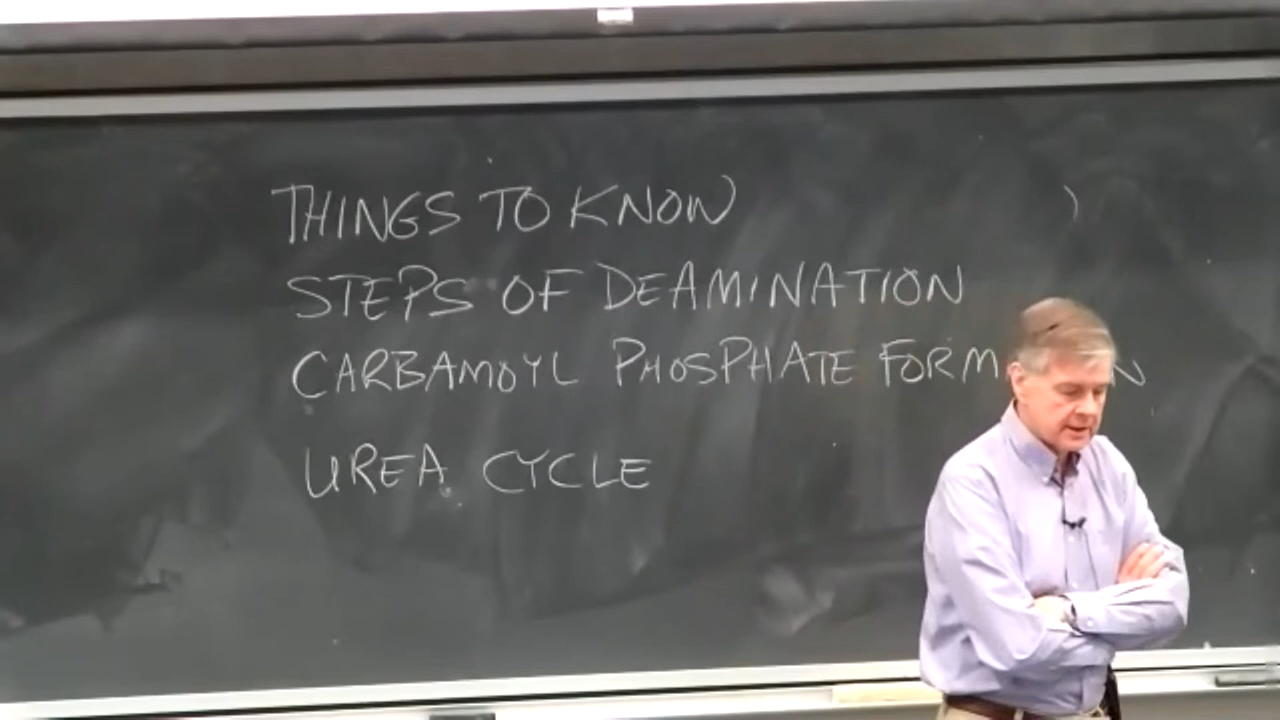 THINGS TO KNOW
STEPS OF DEAMINATION
CARBAMOYL PHOSPHATE
UREA CYCLE